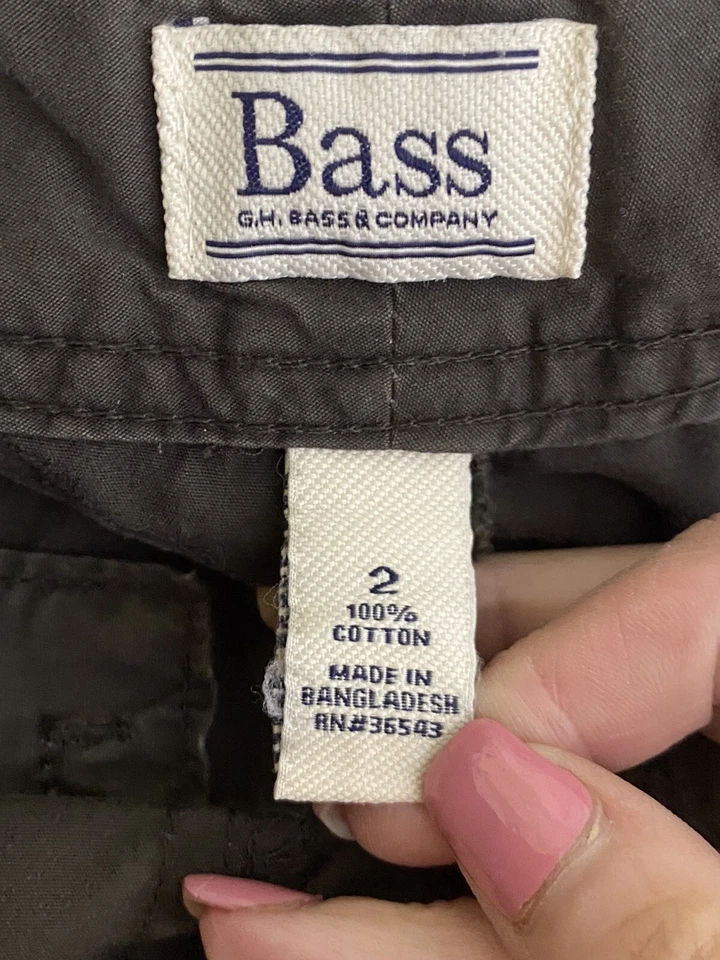 Bass
G.H. BASS & COMPANY
2
100%
COTTON
MADE IN
BANGLADESH
RN#36543